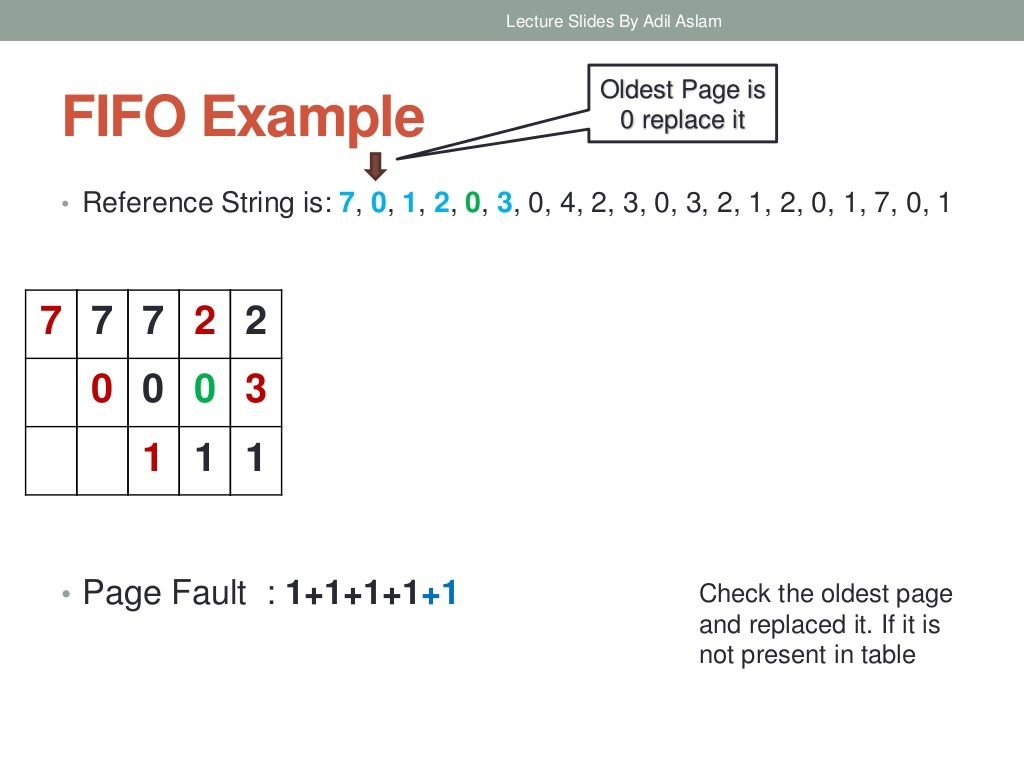 Lecture Slides By Adil Aslam
Oldest Page is
0 replace it
FIFO Example
• Reference String is: 7, 0, 1, 2, 0, 3, 0, 4, 2, 3, 0, 3, 2, 1, 2, 0, 1, 7, 0, 1
7 7 7 2 2
0 0 0 3
1 1 1
• Page Fault : 1+1+1+1+1
Check the oldest page
and replaced it. If it is
not present in table